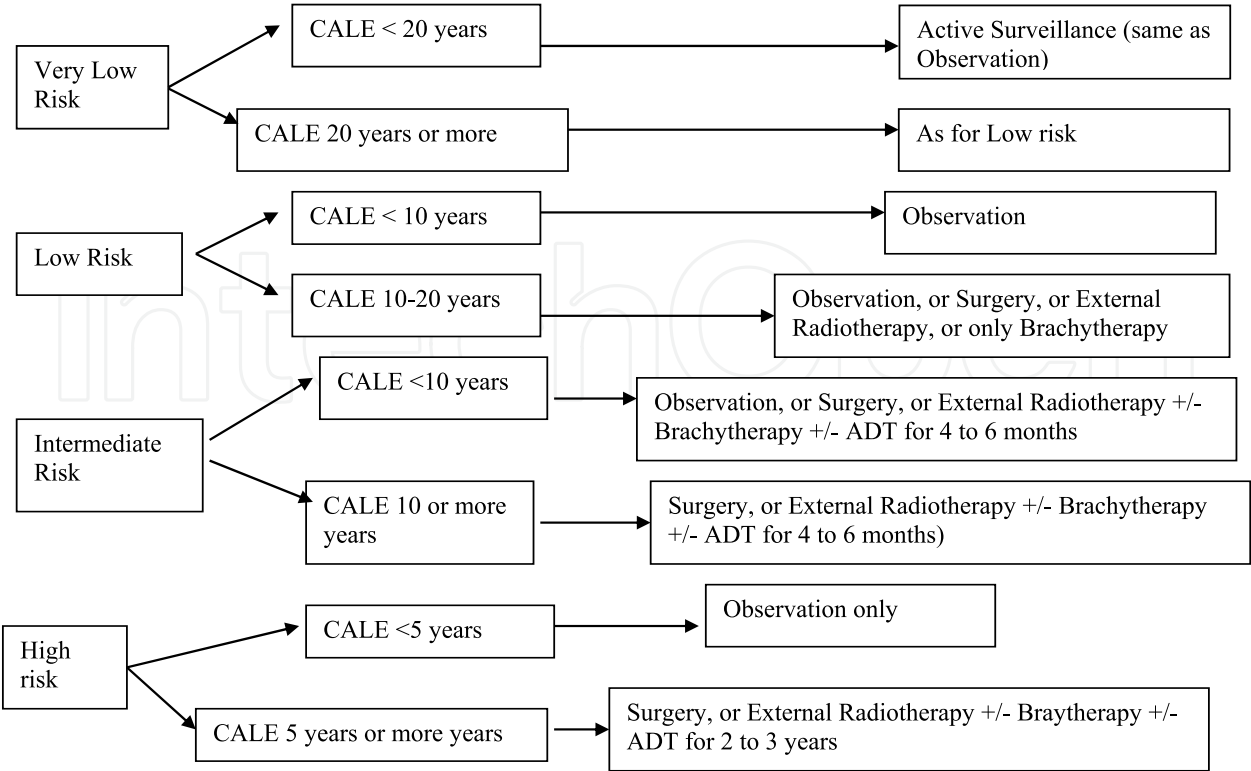 CALE < 20 years
Active Surveillance (same as
Observation)
Very Low
Risk
CALE 20 years or more
As for Low risk
CALE < 10 years
Observation
Low Risk
CALE 10-20 years
Observation, or Surgery, or External
Radiotherapy, or only Brachytherapy
IntechOpen
CALE <10 years
Observation, or Surgery, or External Radiotherapy +/-
Brachytherapy +/- ADT for 4 to 6 months
Intermediate
Risk
CALE 10 or more
years
Surgery, or External Radiotherapy +/- Brachytherapy
+/- ADT for 4 to 6 months)
CALE <5 years
Observation only
High
risk
CALE 5 years or more years
Surgery, or External Radiotherapy +/- Braytherapy +/-
ADT for 2 to 3 years